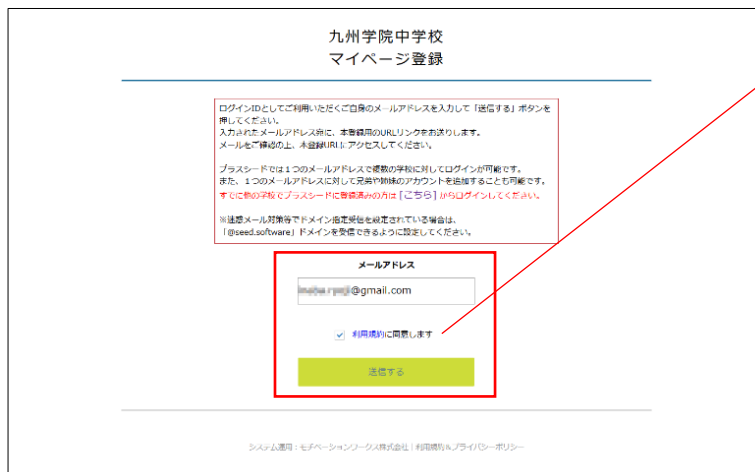 九州学院中学校
マイページ登録
ログインIDとしてご利用いただくご自身のメールアドレスを入力して「送信する」ボタンを
押してください。
入力されたメールアドレス宛に、本登録用のURLリンクをお送りします。
メールをご確認の上、本登録URLにアクセスしてください。
プラスシードでは1つのメールアドレスで複数の学校に対してログインが可能です。
また、1つのメールアドレスに対して兄弟や姉妹のアカウントを追加することも可能です。
すでに他の学校でプラスシードに登録済みの方は [こちら] からログインしてください。
※迷惑メール対策等でドメイン指定受信を設定されている場合は、
「@seed.software」ドメインを受信できるように設定してください。
メールアドレス
@gmail.com
利用規約に同意します
送信する
システム運用：モチベーションワークス株式会社 | 利用規約&プライバシーポリシー